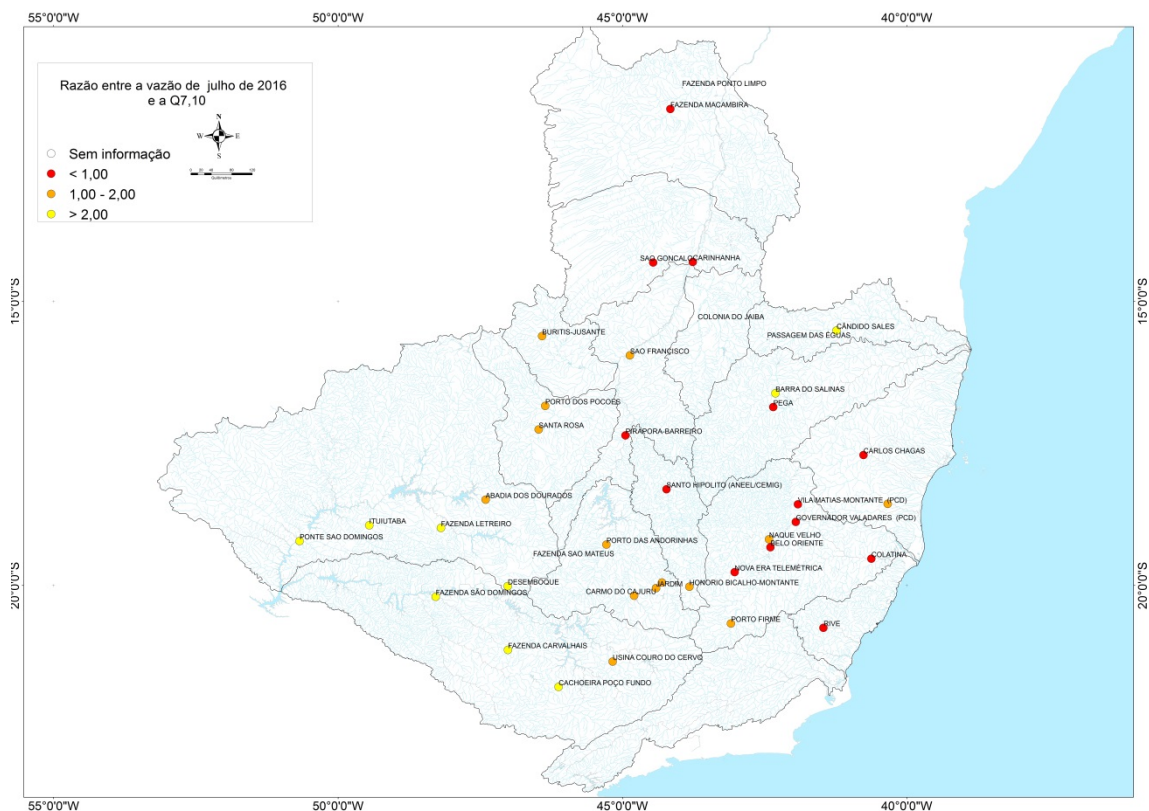 55°0'0"W
50°0'0"W
45°0'0"W
40°0'0"W
Razão entre a vazão de julho de 2016
e a Q7,10
N
W
E
S
Sem informação
< 1,00
1,00 - 2,00
> 2,00
FAZENDA PONTO LIMPO
FAZENDA MACAMBIRA
SAO GONCALO
CARINHANHA
15°0'0"S
15°0'0"S
COLONIA DO JAIBA
CÂNDIDO SALES
PASSAGEM DAS ÉGUAS
BURITIS-JUSANTE
SAO FRANCISCO
BARRA DO SALINAS
PEGA
PORTO DOS POCOES
SANTA ROSA
PIRAPORA-BARREIRO
CARLOS CHAGAS
SANTO HIPOLITO (ANEEL/CEMIG)
ABADIA DOS DOURADOS
VILA MATIAS-MONTANTE (PCD)
GOVERNADOR VALADARES (PCD)
ITUIUTABA
FAZENDA LETREIRO
PONTE SAO DOMINGOS
NAQUE VELHO
BELO ORIENTE
PORTO DAS ANDORINHAS
FAZENDA SAO MATEUS
COLATINA
NOVA ERA TELEMÉTRICA
20°0'0"S
20°0'0"S
DESEMBOQUE
JARDIM
HONORIO BICALHO-MONTANTE
FAZENDA SÃO DOMINGOS
CARMO DO CAJURU
PORTO FIRME
RIVE
FAZENDA CARVALHAIS
USINA COURO DO CERVO
CACHOEIRA POÇO FUNDO
55°0'0"W
50°0'0"W
45°0'0"W
40°0'0"W